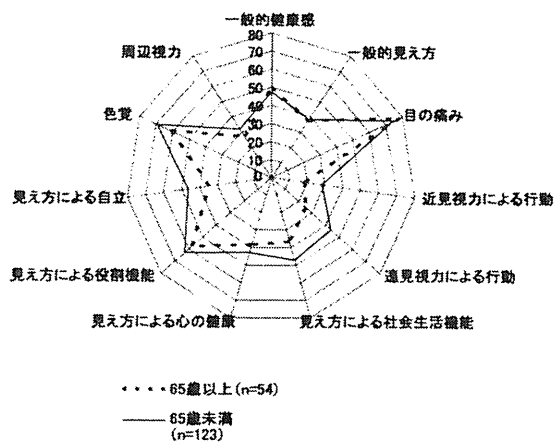 一般的健康感
80
70
60
50
40
30
20
10
0
一般的見え方
目の痛み
近見視力による行動
遠見視力による行動
見え方による社会生活機能
見え方による心の健康
見え方による役割機能
見え方による自立
色覚
周辺視力
65歳以上(n=54)
65歳未満
(n=123)